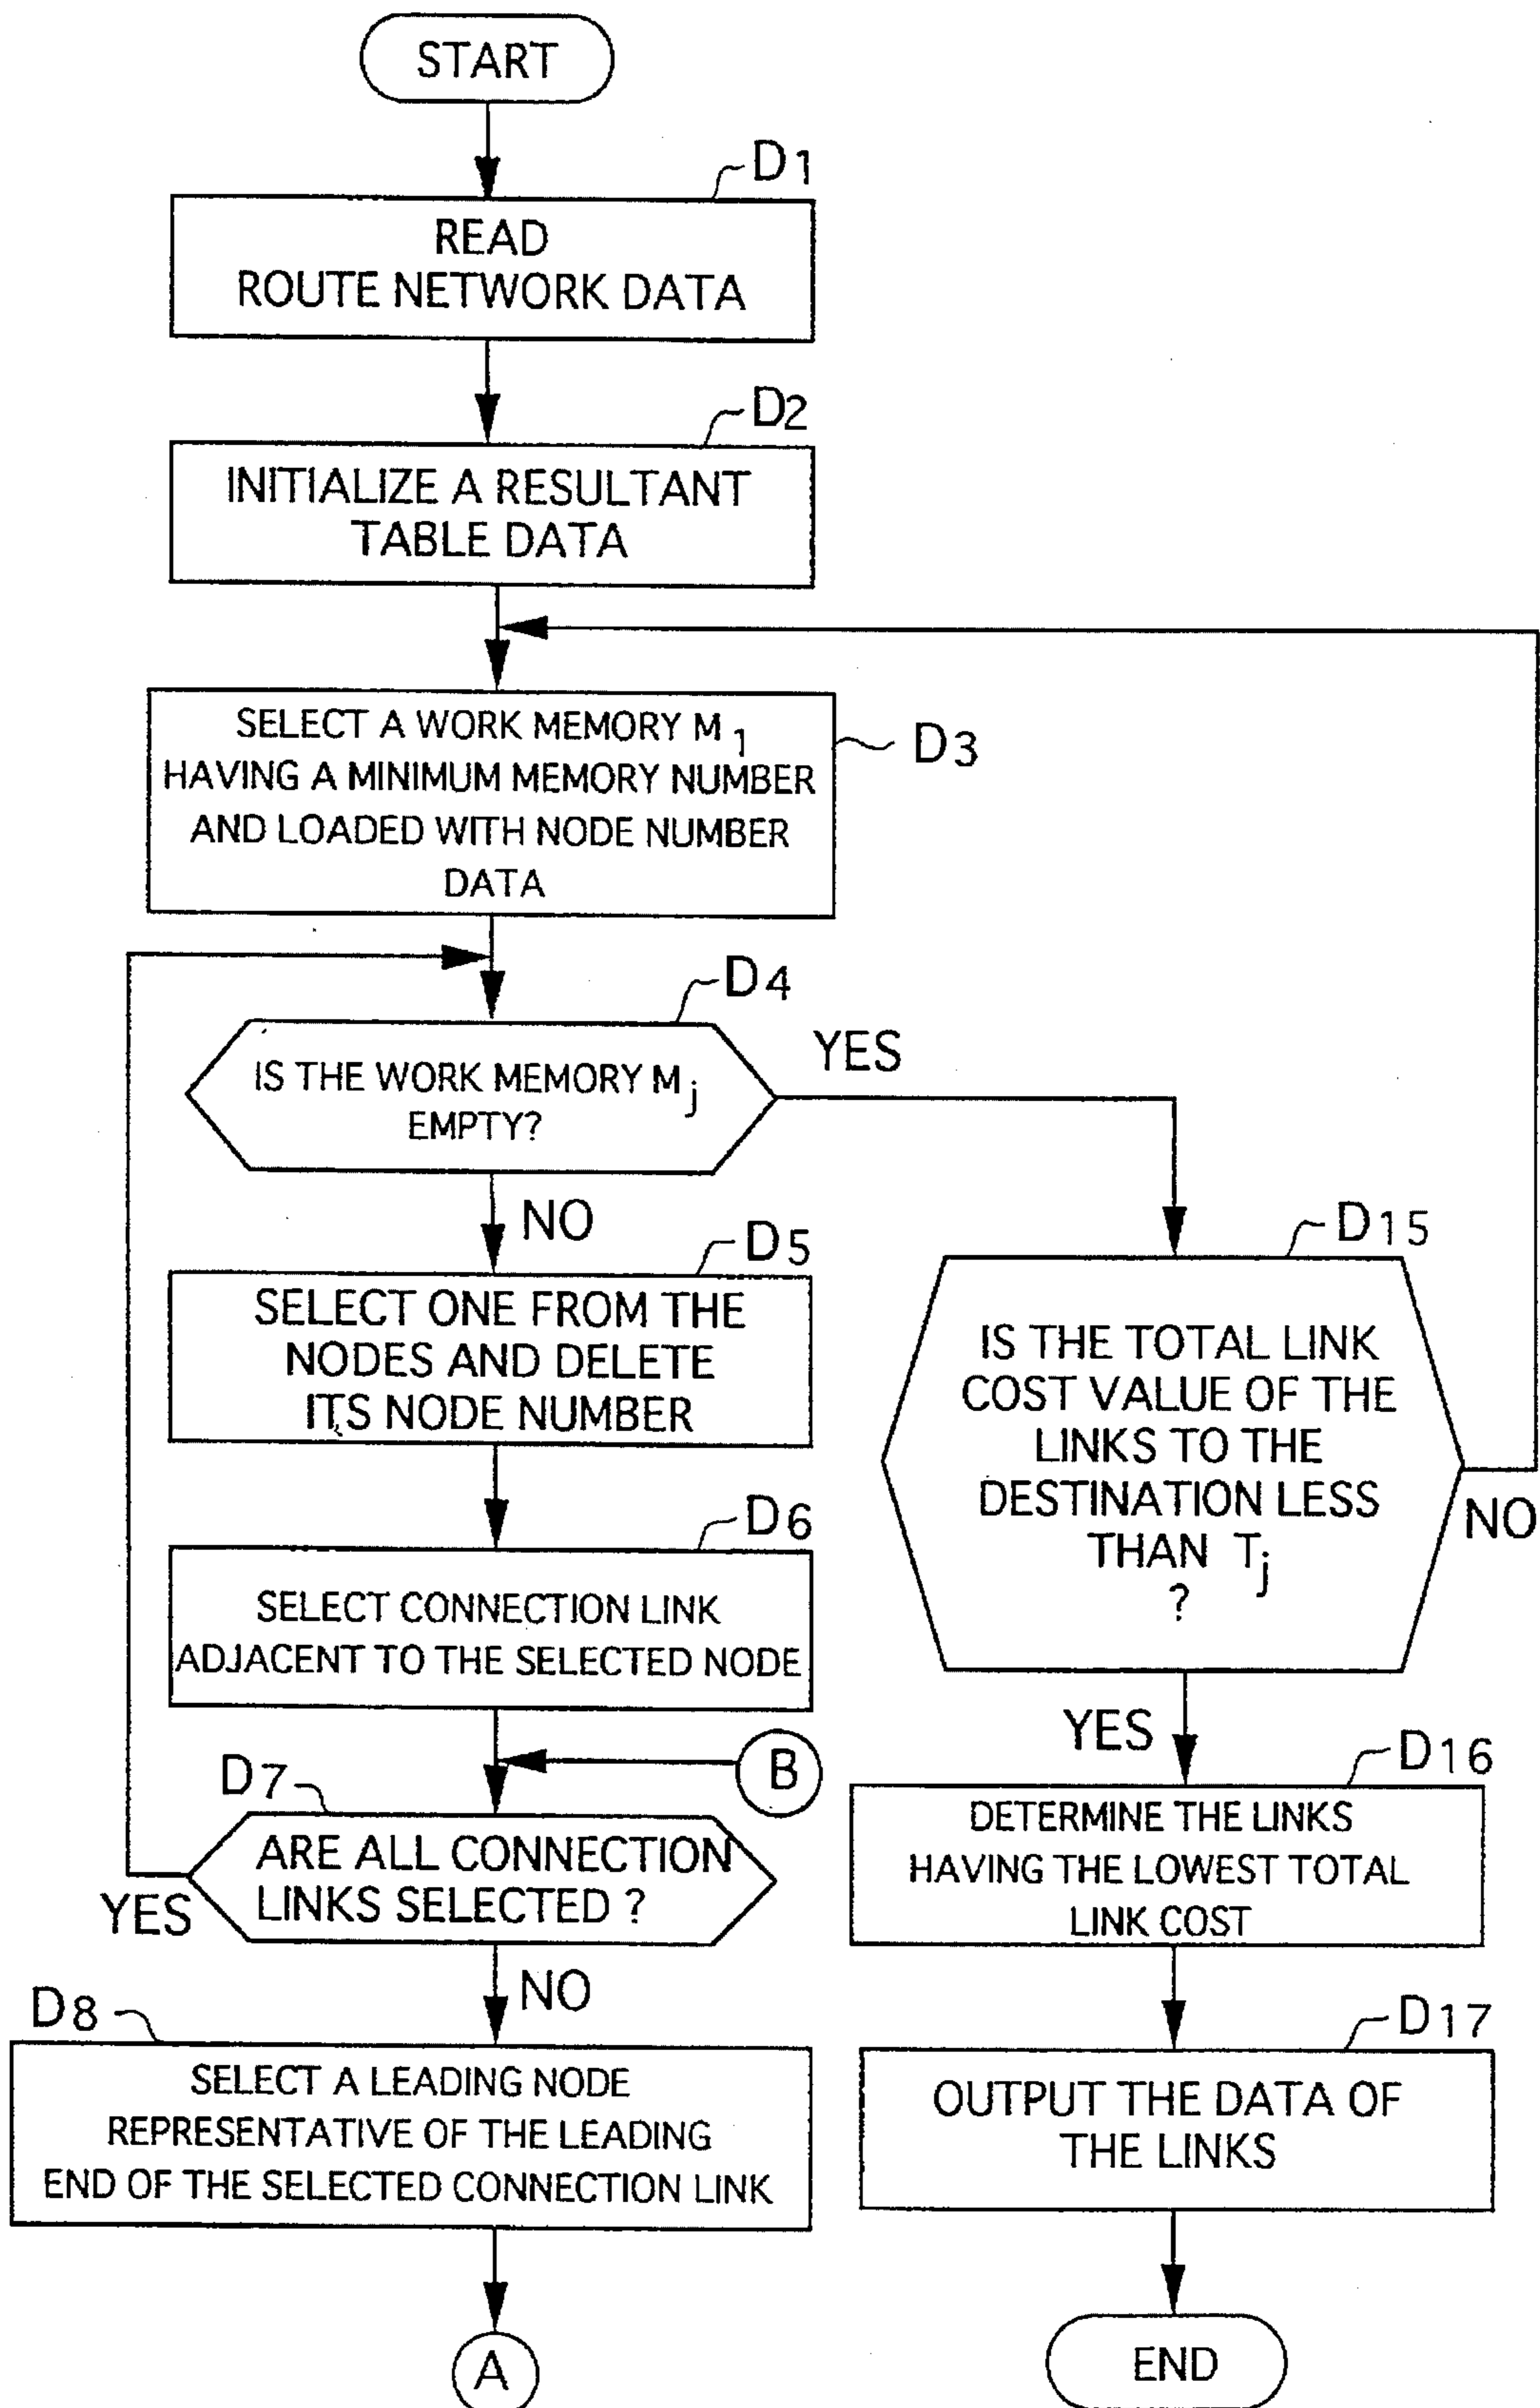 START
D1
READ
ROUTE NETWORK DATA
D2
INITIALIZE A RESULTANT
TABLE DATA
SELECT A WORK MEMORY M1
HAVING A MINIMUM MEMORY NUMBER
AND LOADED WITH NODE NUMBER
DATA
D3
D4
IS THE WORK MEMORY Mj
EMPTY?
YES
NO
D5
SELECT ONE FROM THE
NODES AND DELETE
ITS NODE NUMBER
D6
SELECT CONNECTION LINK
ADJACENT TO THE SELECTED NODE
B
D7
ARE ALL CONNECTION
LINKS SELECTED ?
YES
NO
D8
SELECT A LEADING NODE
REPRESENTATIVE OF THE LEADING
END OF THE SELECTED CONNECTION LINK
A
D15
IS THE TOTAL LINK
COST VALUE OF THE
LINKS TO THE
DESTINATION LESS
THAN Tj
?
NO
YES
D16
DETERMINE THE LINKS
HAVING THE LOWEST TOTAL
LINK COST
D17
OUTPUT THE DATA OF
THE LINKS
END